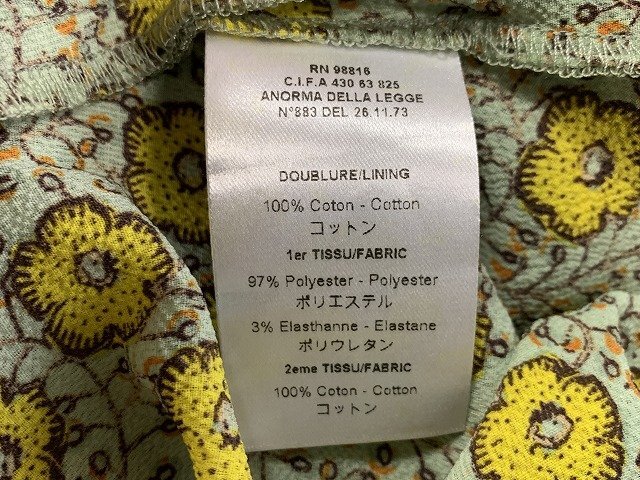 RN 98816
C.I.F.A 430 63 825
ANORMA DELLA LEGGE
N°883 DEL 26.11.73
DOUBLURE/LINING
100% Coton - Cotton
コットン
1er TISSU/FABRIC
97% Polyester - Polyester
ポリエステル
3% Elasthanne - Elastane
ポリウレタン
2eme TISSU/FABRIC
100% Coton - Cotton
コットン